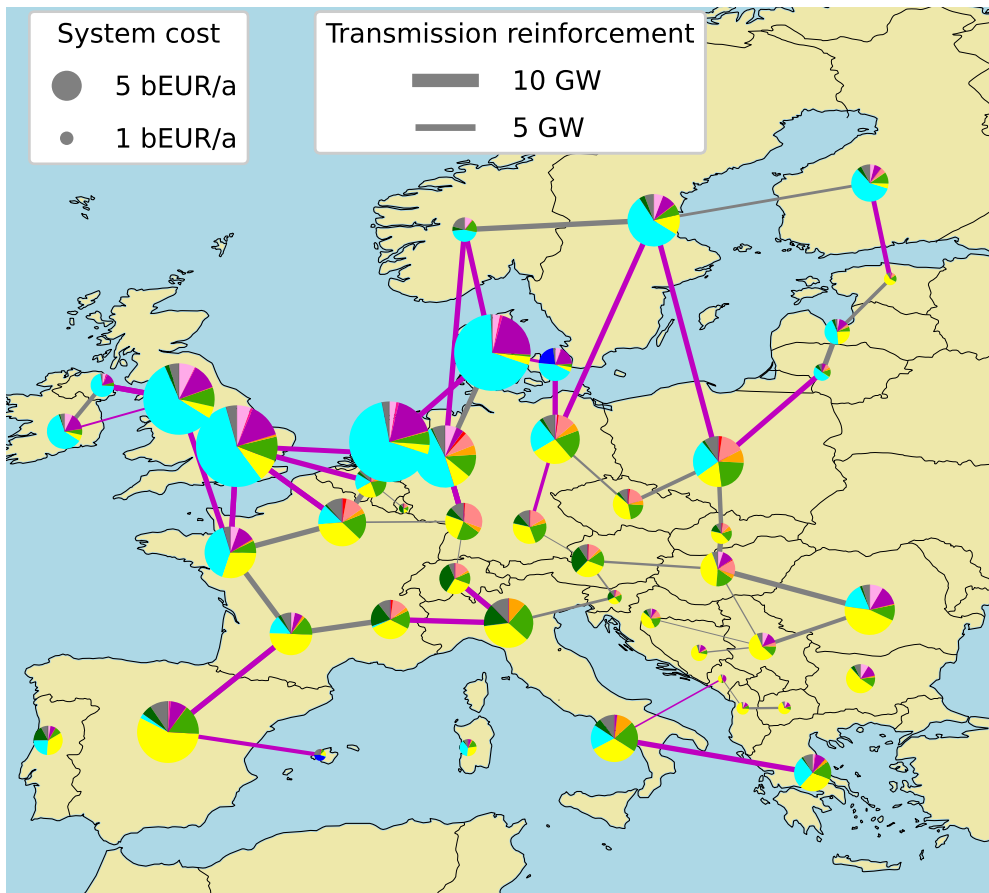 System cost
5 bEUR/a
1 bEUR/a
Transmission reinforcement
10 GW
5 GW